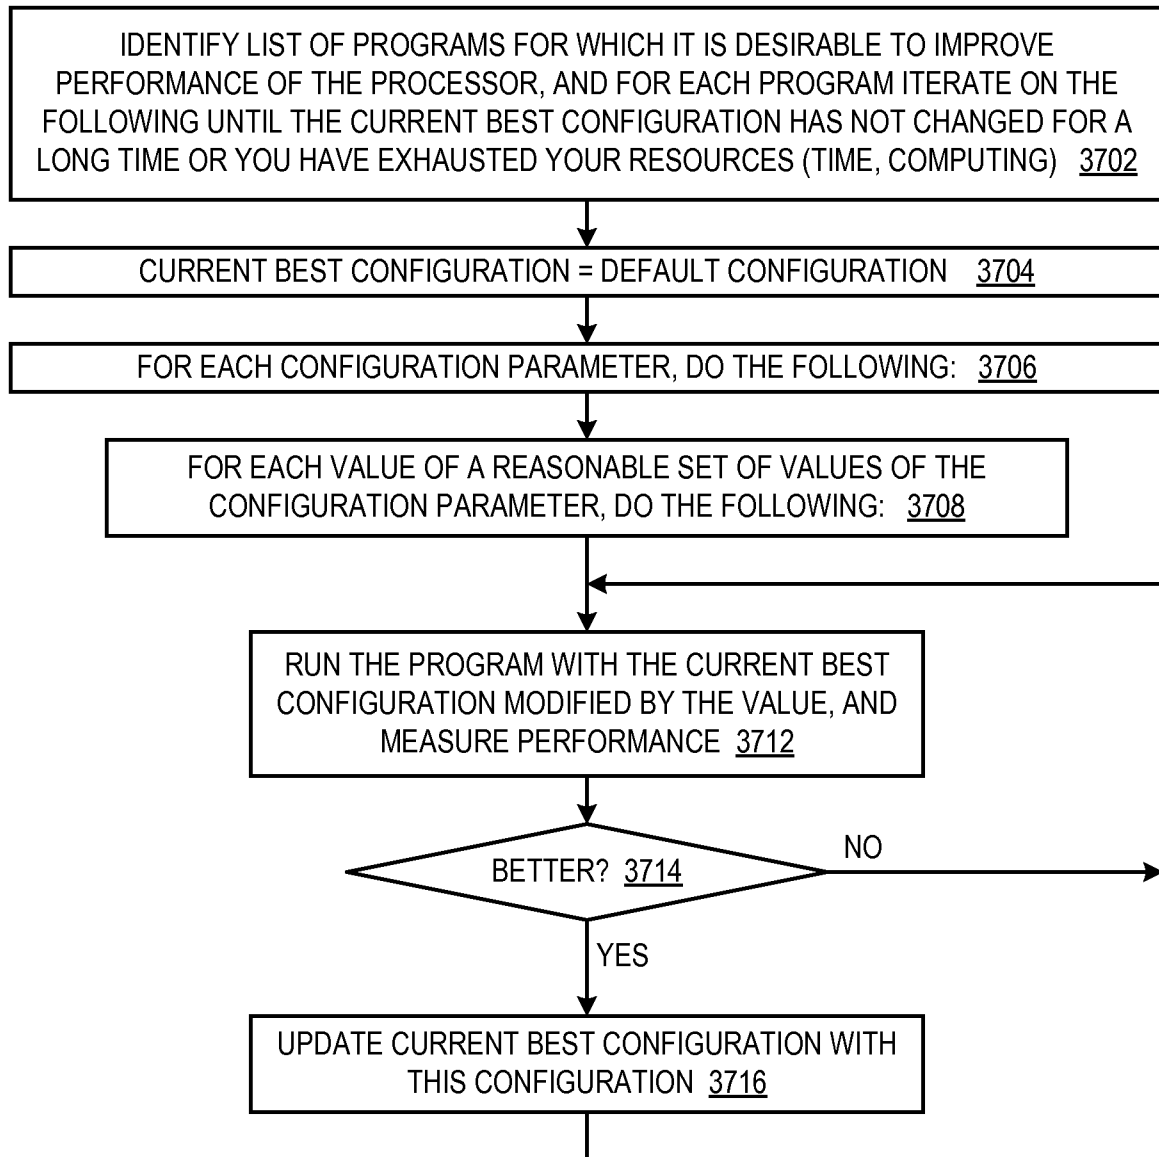 IDENTIFY LIST OF PROGRAMS FOR WHICH IT IS DESIRABLE TO IMPROVE
PERFORMANCE OF THE PROCESSOR, AND FOR EACH PROGRAM ITERATE ON THE
FOLLOWING UNTIL THE CURRENT BEST CONFIGURATION HAS NOT CHANGED FOR A
LONG TIME OR YOU HAVE EXHAUSTED YOUR RESOURCES (TIME, COMPUTING) 3702
CURRENT BEST CONFIGURATION = DEFAULT CONFIGURATION 3704
FOR EACH CONFIGURATION PARAMETER, DO THE FOLLOWING: 3706
FOR EACH VALUE OF A REASONABLE SET OF VALUES OF THE
CONFIGURATION PARAMETER, DO THE FOLLOWING: 3708
RUN THE PROGRAM WITH THE CURRENT BEST
CONFIGURATION MODIFIED BY THE VALUE, AND
MEASURE PERFORMANCE 3712
BETTER? 3714
NO
YES
UPDATE CURRENT BEST CONFIGURATION WITH
THIS CONFIGURATION 3716